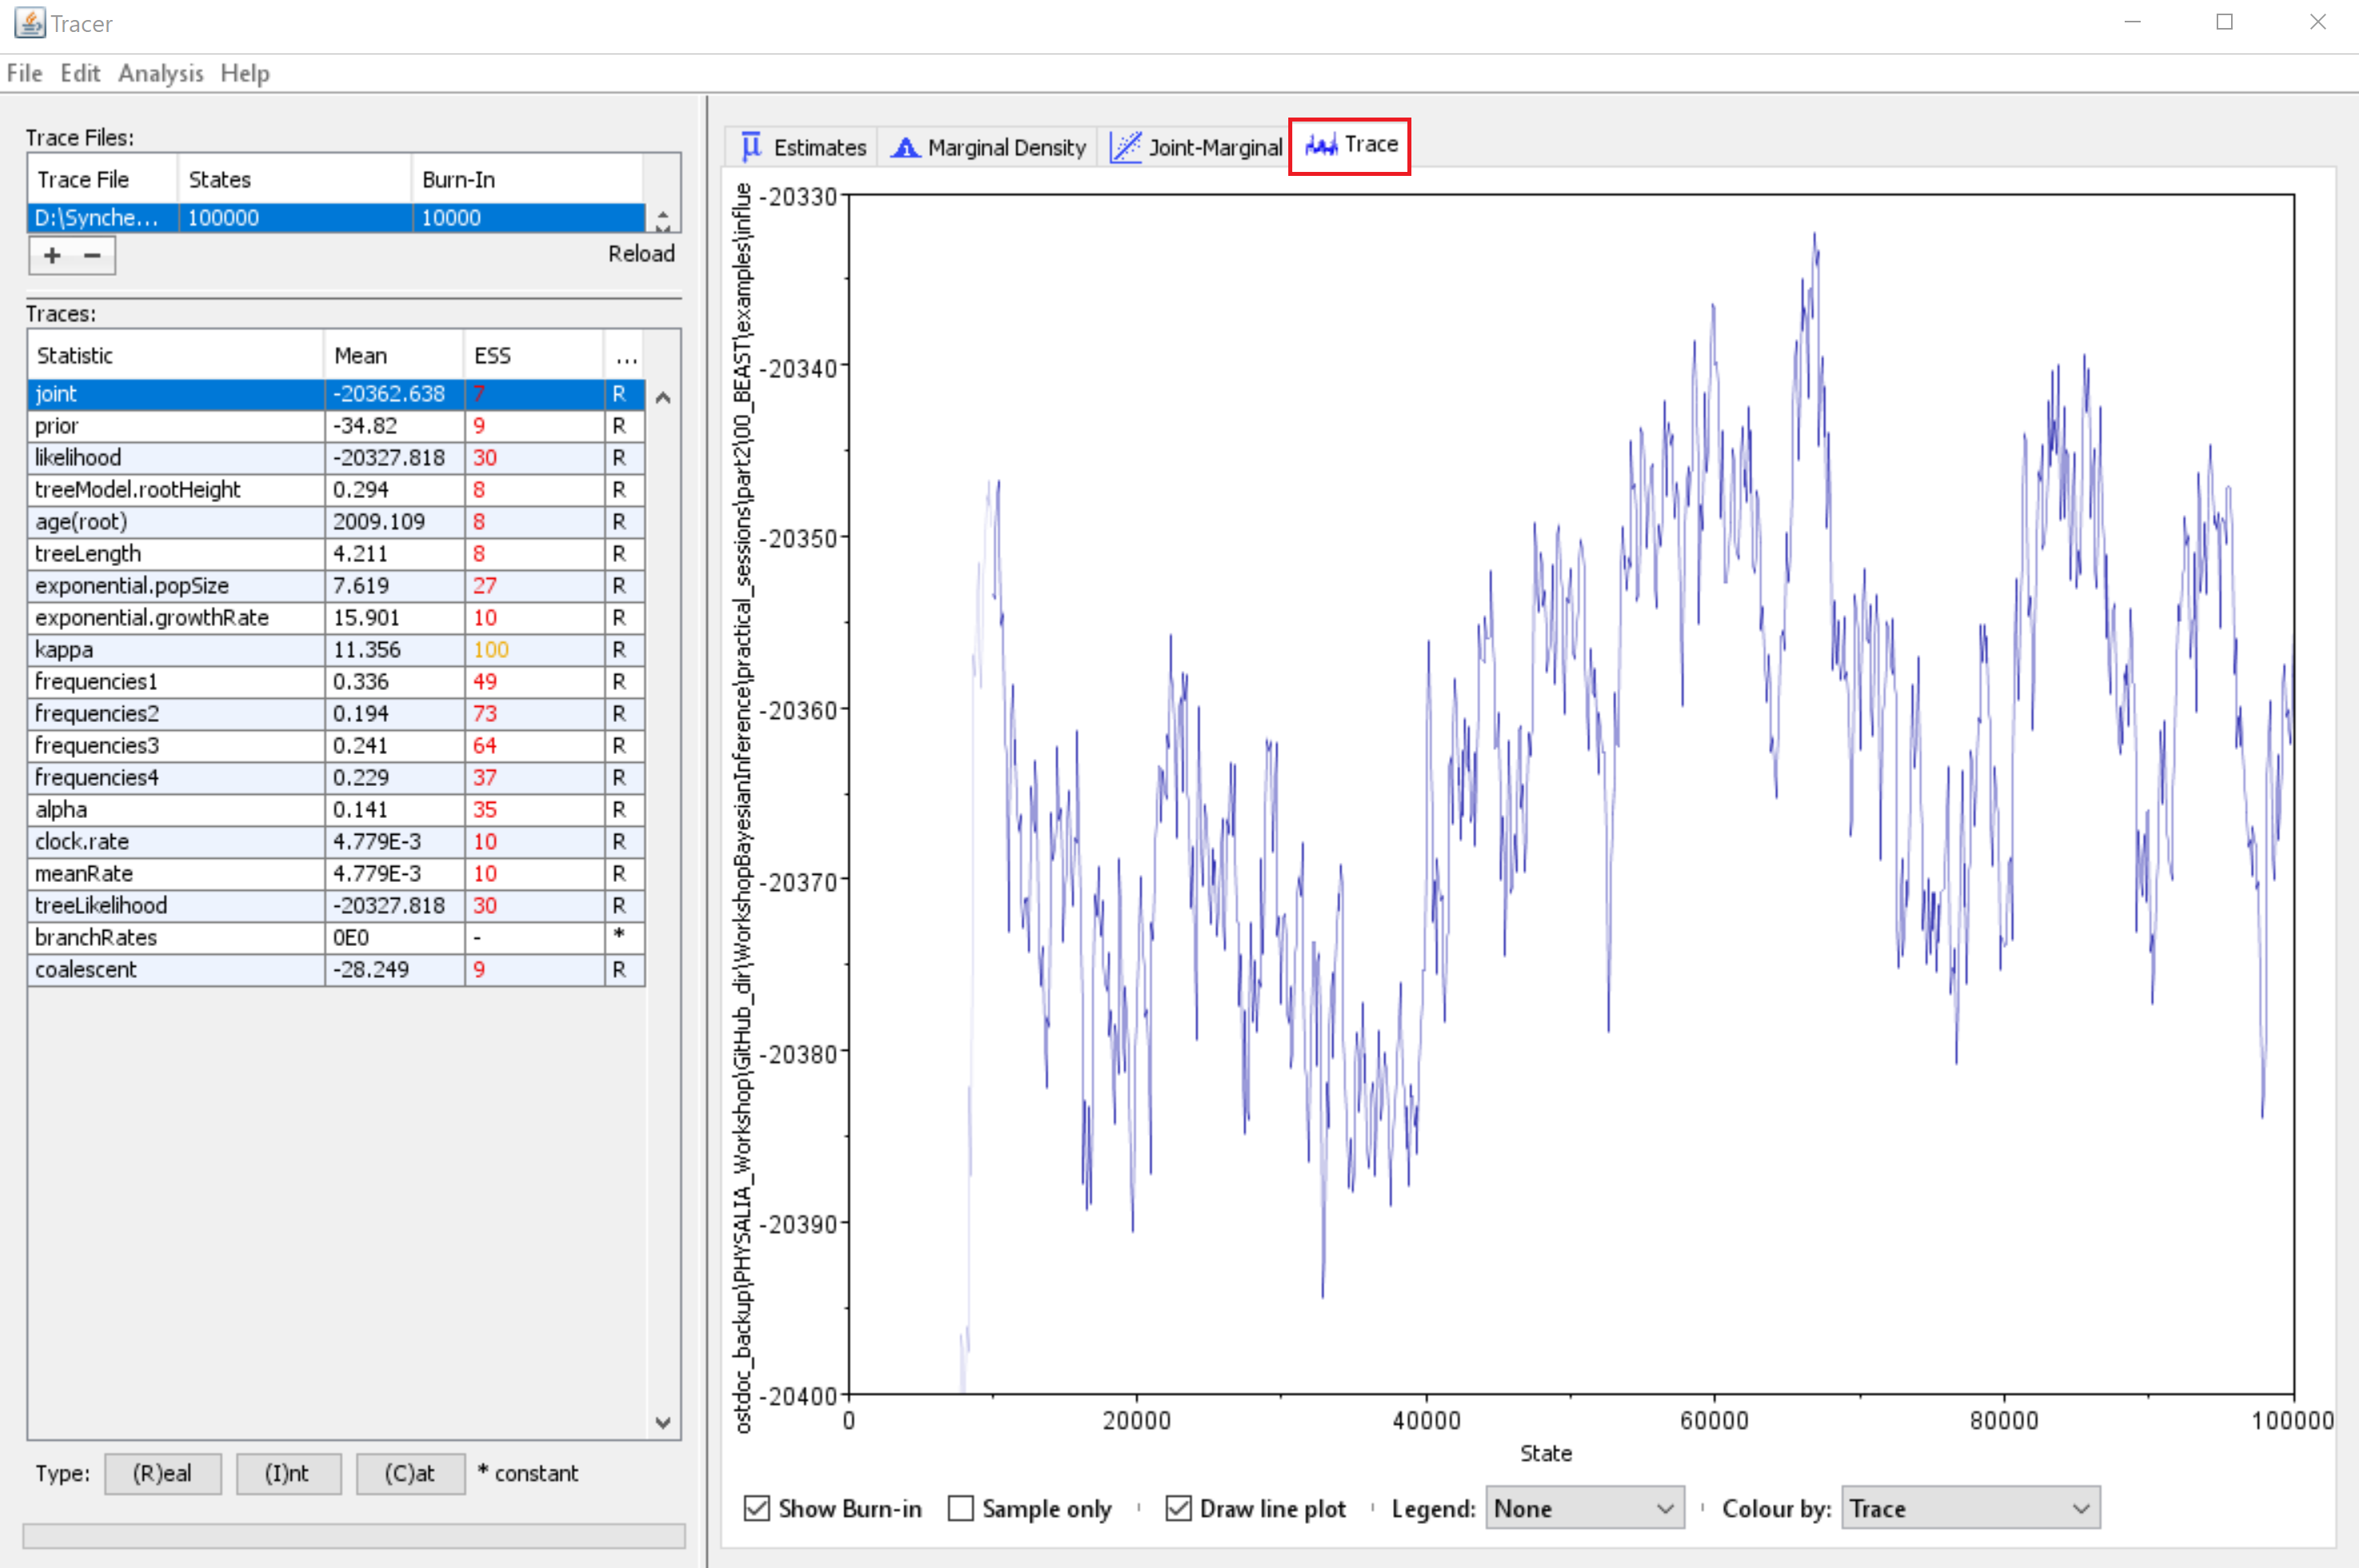 Tracer
File Edit Analysis Help
Trace Files:
Trace File States Burn-In
D:\Synche... 100000 10000
+ −
Reload
Traces:
Statistic Mean ESS ...
joint -20362.638 7 R
prior -34.82 9 R
likelihood -20327.818 30 R
treeModel.rootHeight 0.294 8 R
age(root) 2009.109 8 R
treeLength 4.211 8 R
exponential.popSize 7.619 27 R
exponential.growthRate 15.901 10 R
kappa 11.356 100 R
frequencies1 0.336 49 R
frequencies2 0.194 73 R
frequencies3 0.241 64 R
frequencies4 0.229 37 R
alpha 0.141 35 R
clock.rate 4.779E-3 10 R
meanRate 4.779E-3 10 R
treeLikelihood -20327.818 30 R
branchRates 0E0 - *
coalescent -28.249 9 R
Type: (R)eal (I)nt (C)at * constant
Estimates Marginal Density Joint-Marginal Trace
ostdoc_backup\PHYSALIA_Workshop\GitHub_dir\WorkshopBayesianInference\practical_sessions\part2\00_BEAST\examples\influe
-20330
-20340
-20350
-20360
-20370
-20380
-20390
-20400
0 20000 40000 60000 80000 100000
State
Show Burn-in Sample only Draw line plot Legend: None Colour by: Trace